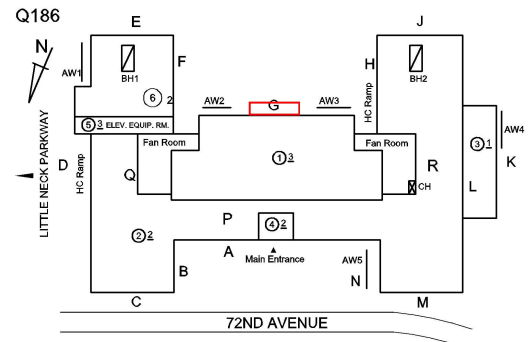 Q186
E
J
N
F
H
AW1
BH1
BH2
6
2
AW2
G
AW3
HC Ramp
5 3 ELEV. EQUIP. RM.
AW4
Fan Room
Fan Room
3 1
D
HC Ramp
LITTLE NECK PARKWAY
Q
1 3
R
K
L
CH
P
4 2
2 2
A
Main Entrance
B
AW5
N
C
M
72ND AVENUE